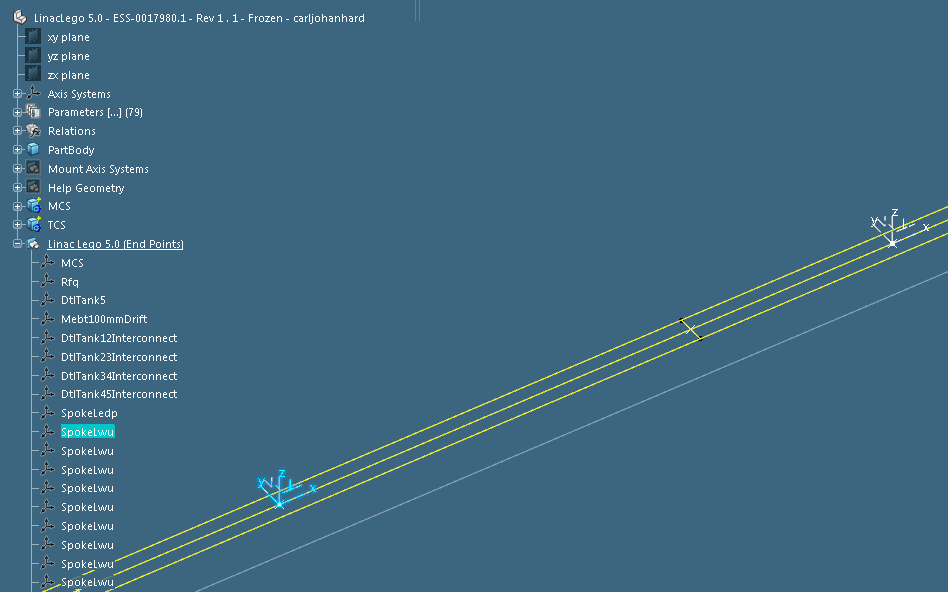 LinacLego 5.0 - ESS-0017980.1 - Rev 1 . 1 - Frozen - carljohanhard
xy plane
yz plane
zx plane
Axis Systems
Parameters [...] (79)
Relations
PartBody
Mount Axis Systems
Help Geometry
MCS
TCS
Linac Lego 5.0 (End Points)
MCS
Rfq
DtlTank5
Mebt100mmDrift
DtlTank12Interconnect
DtlTank23Interconnect
DtlTank34Interconnect
DtlTank45Interconnect
SpokeLedp
SpokeLwu
SpokeLwu
SpokeLwu
SpokeLwu
SpokeLwu
SpokeLwu
SpokeLwu
SpokeLwu
SpokeLwu
y z x
y z x